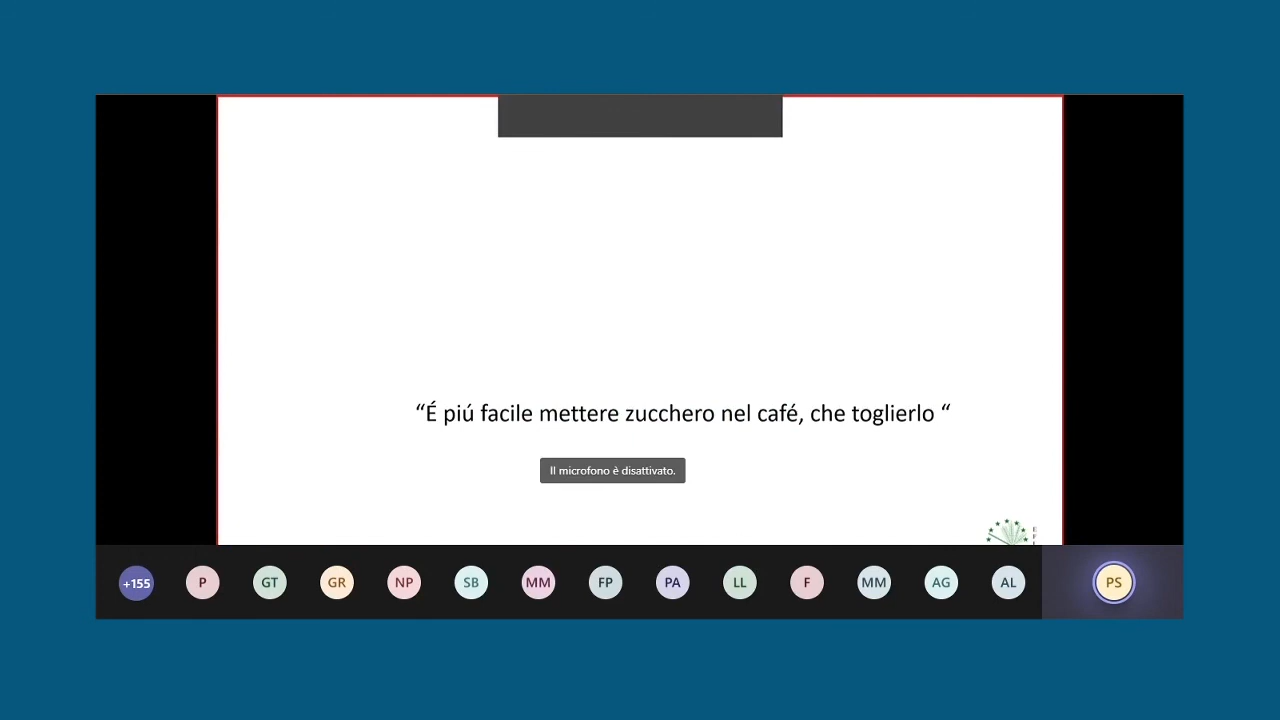 “É piú facile mettere zucchero nel café, che toglierlo “
Il microfono è disattivato.
+155 P GT GR NP SB MM FP PA LL F MM AG AL PS